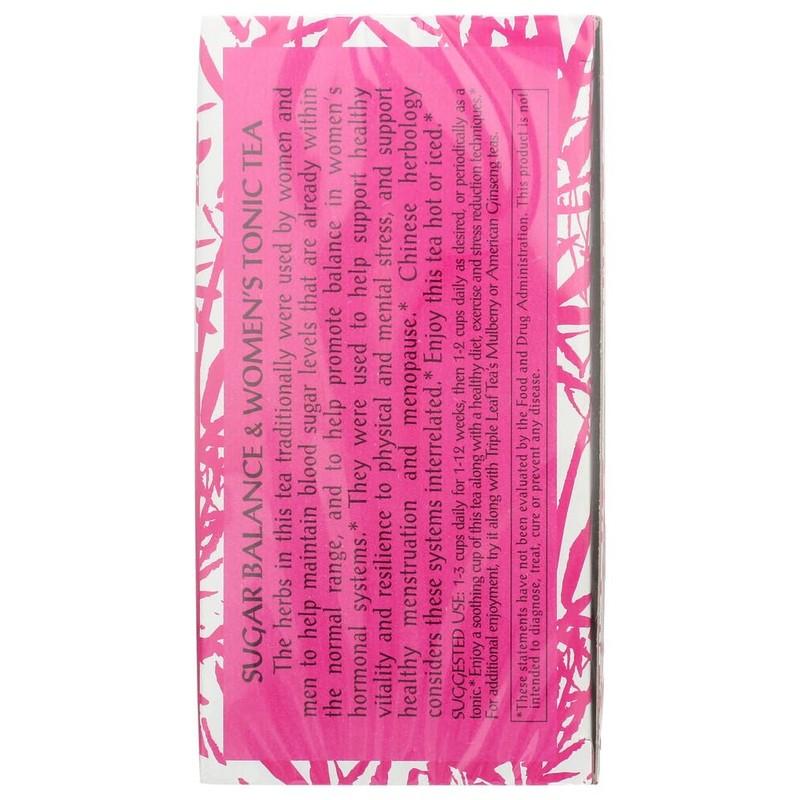 SUGAR BALANCE & WOMEN'S TONIC TEA
The herbs in this tea traditionally were used by women and
men to help maintain blood sugar levels that are already within
the normal range, and to help promote balance in women's
hormonal systems.* They were used to help support healthy
vitality and resilience to physical and mental stress, and support
healthy menstruation and menopause.* Chinese herbology
considers these systems interrelated.* Enjoy this tea hot or iced*
SUGGESTED USE: 1-3 cups daily for 1-12 weeks, then 1-2 cups daily as desired, or periodically as a
tonic.* Enjoy a soothing cup of this tea along with a healthy diet, exercise and stress reduction techniques.*
For additional enjoyment, try it along with Triple Leaf Tea's Mulberry or American Ginseng teas.
*These statements have not been evaluated by the Food and Drug Administration. This product is not
intended to diagnose, treat, cure or prevent any disease.